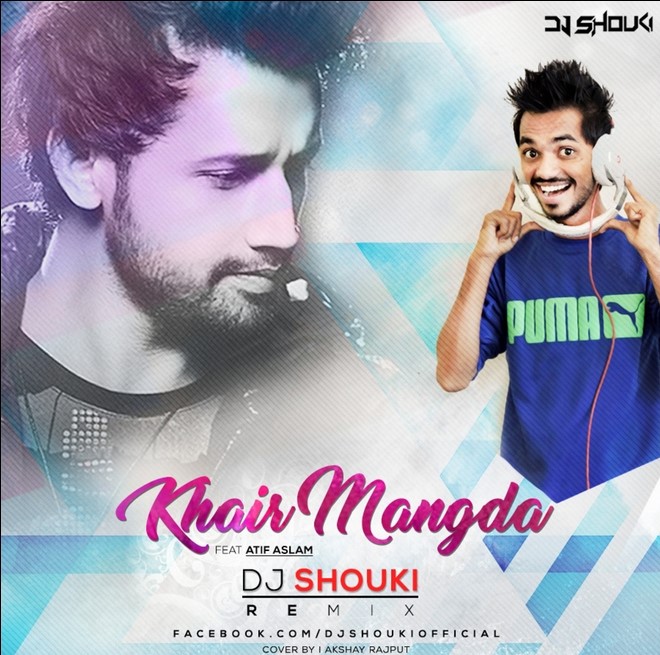 DJ SHOUKI
PUMA
Khair Mangda
FEAT ATIF ASLAM
DJ SHOUKI
REMIX
FACEBOOK.COM/DJSHOUKIOFFICIAL
COVER BY I AKSHAY RAJPUT